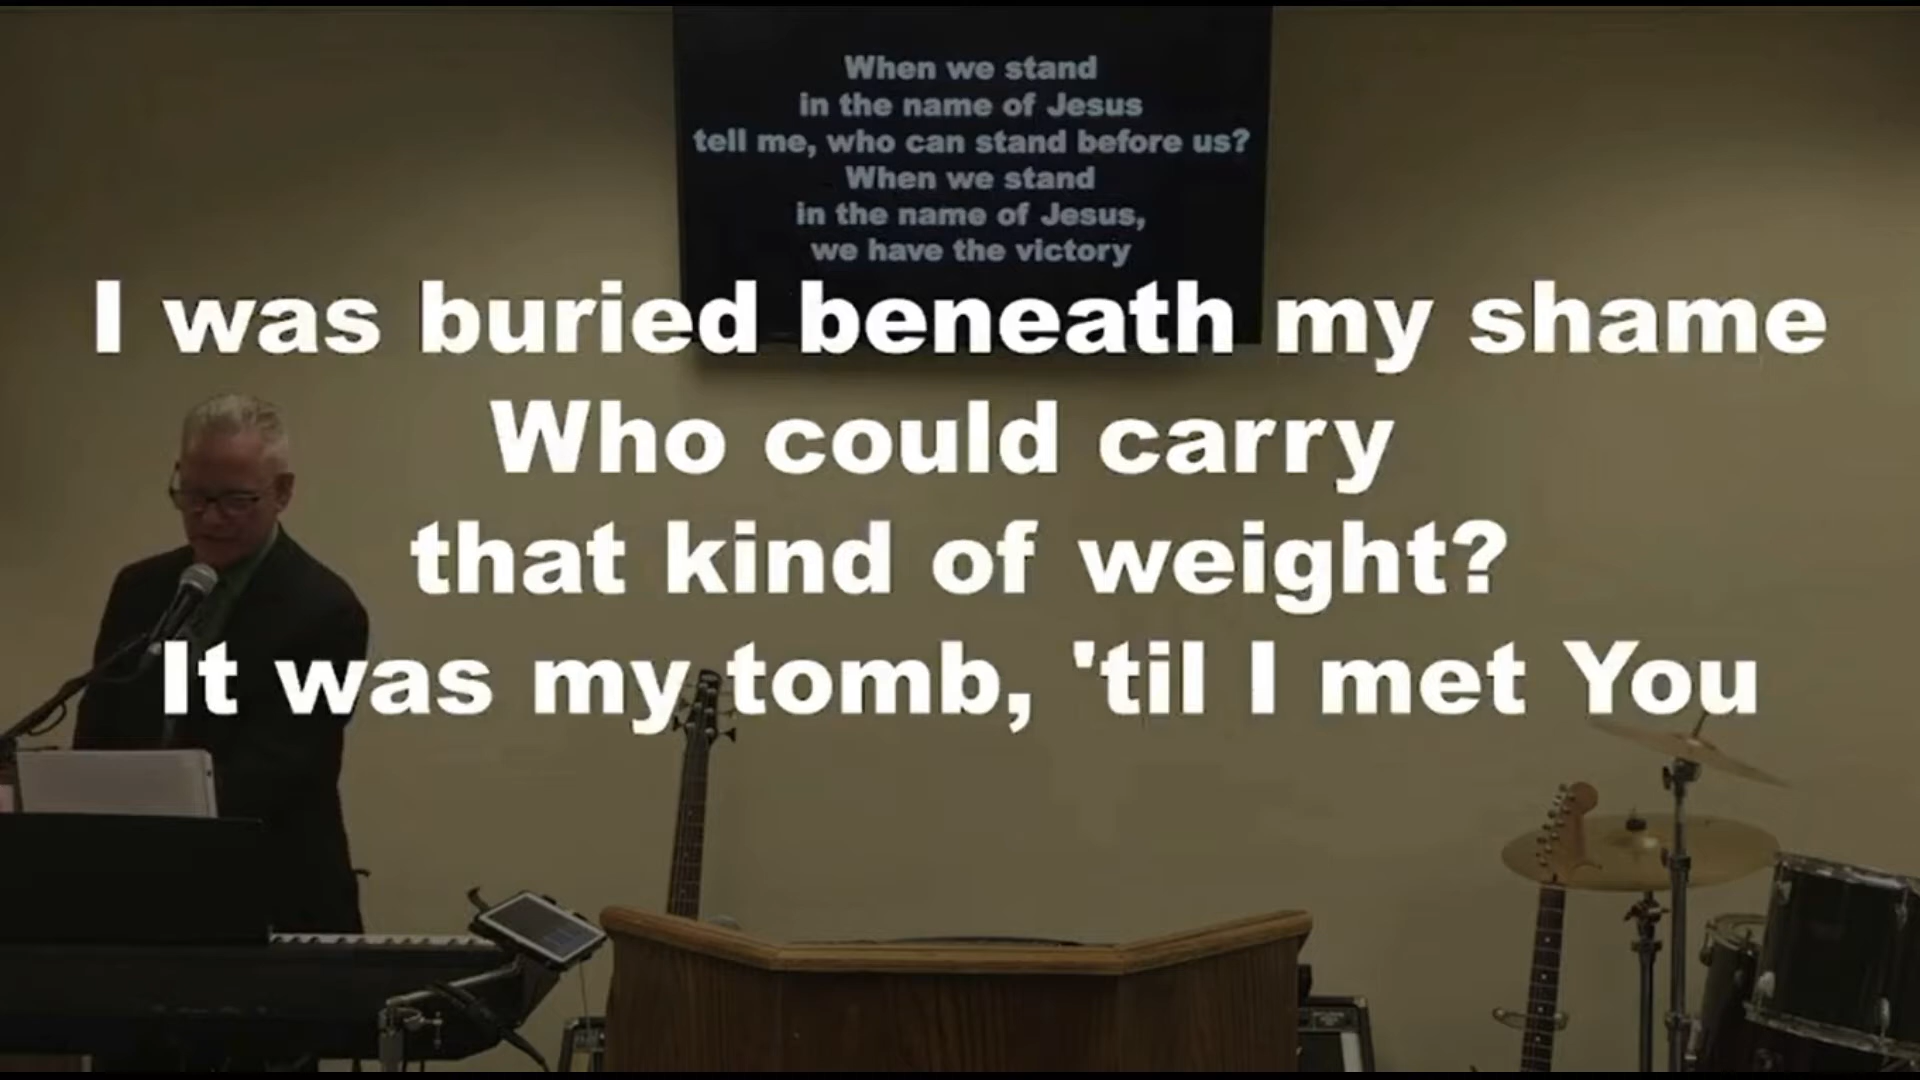 When we stand
in the name of Jesus
tell me, who can stand before us?
When we stand
in the name of Jesus,
we have the victory
I was buried beneath my shame
Who could carry
that kind of weight?
It was my tomb, 'til I met You